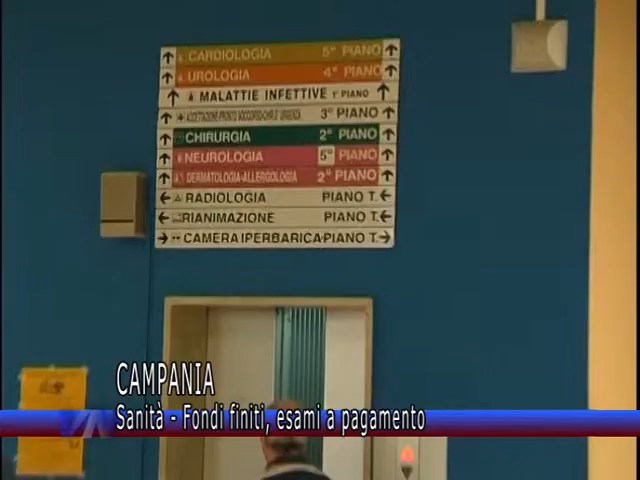 CARDIOLOGIA 5° PIANO
UROLOGIA 4° PIANO
MALATTIE INFETTIVE 1° PIANO
3° PIANO
CHIRURGIA 2° PIANO
NEUROLOGIA 5° PIANO
DERMATOLOGIA-ALLERGOLOGIA 2° PIANO
RADIOLOGIA PIANO T.
RIANIMAZIONE PIANO T.
CAMERA IPERBARICA PIANO T.
CAMPANIA
Sanità - Fondi finiti, esami a pagamento